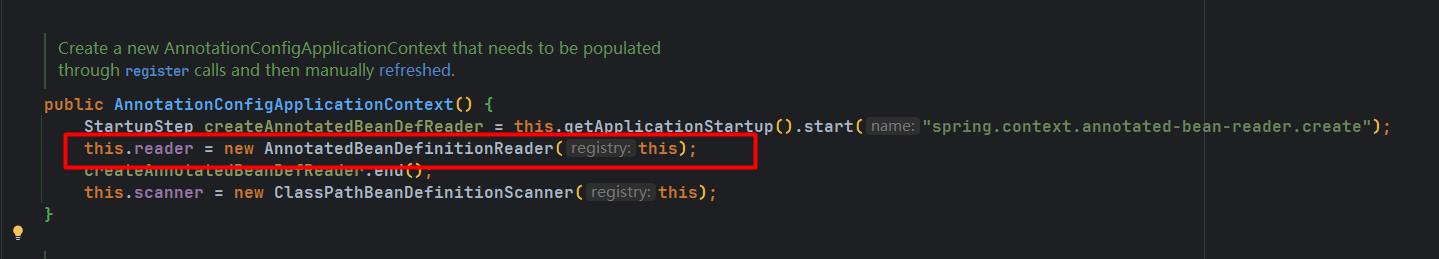 Create a new AnnotationConfigApplicationContext that needs to be populated
through register calls and then manually refreshed.
public AnnotationConfigApplicationContext() {
StartupStep createAnnotatedBeanDefReader = this.getApplicationStartup().start( name: "spring.context.annotated-bean-reader.create");
this.reader = new AnnotatedBeanDefinitionReader( registry: this);
createAnnotatedBeanDefReader.end();
this.scanner = new ClassPathBeanDefinitionScanner( registry: this);
}